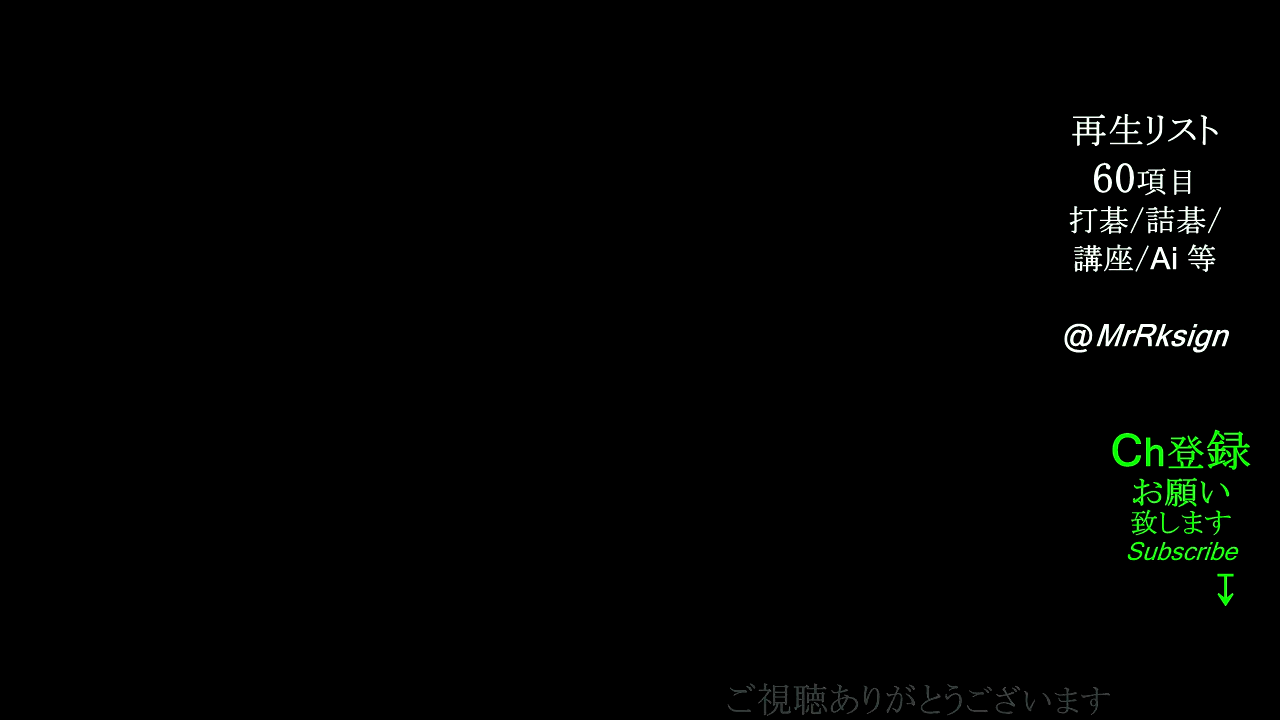 再生リスト
60項目
打碁/詰碁/
講座/Ai 等
@MrRksign
Ch登録
お願い
致します
Subscribe
↓
ご視聴ありがとうございます